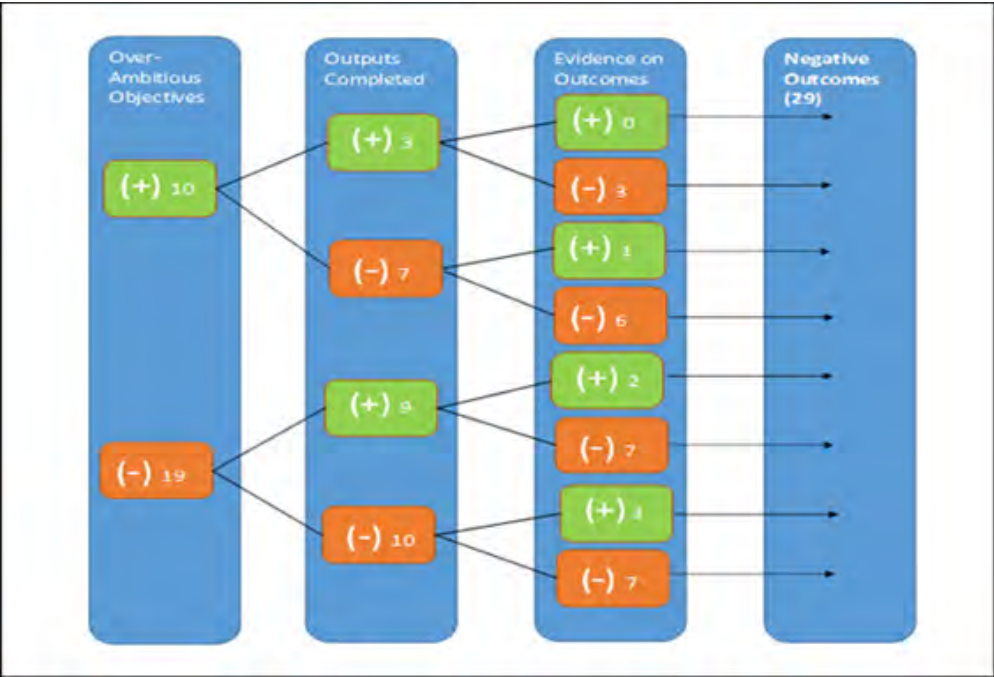 Over-
Ambitious
Objectives
Outputs
Completed
Evidence on
Outcomes
Negative
Outcomes
(29)
(+) 10
(+) 3
(+) 0
(−) 3
(−) 7
(+) 1
(−) 6
(−) 19
(+) 9
(+) 2
(−) 7
(−) 10
(+) 3
(−) 7